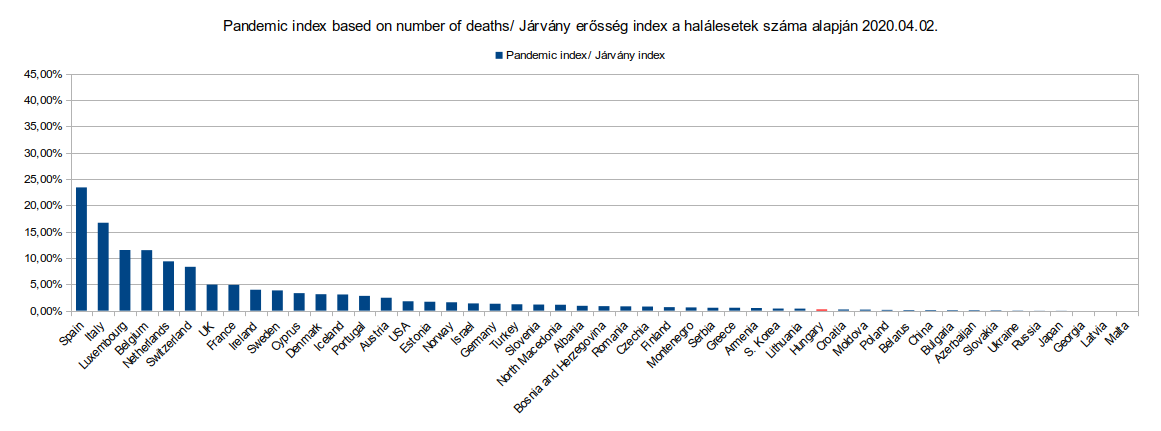 Pandemic index based on number of deaths/ Járvány erősség index a halálesetek száma alapján 2020.04.02.
Pandemic index/ Járvány index
45,00%
40,00%
35,00%
30,00%
25,00%
20,00%
15,00%
10,00%
5,00%
0,00%
Spain
Italy
Luxembourg
Belgium
Netherlands
Switzerland
UK
France
Ireland
Sweden
Cyprus
Denmark
Iceland
Portugal
Austria
USA
Estonia
Norway
Israel
Germany
Turkey
Slovenia
North Macedonia
Albania
Bosnia and Herzegovina
Romania
Czechia
Finland
Montenegro
Serbia
Greece
Armenia
S. Korea
Lithuania
Hungary
Croatia
Moldova
Poland
Belarus
China
Bulgaria
Azerbaijan
Slovakia
Ukraine
Russia
Japan
Georgia
Latvia
Malta